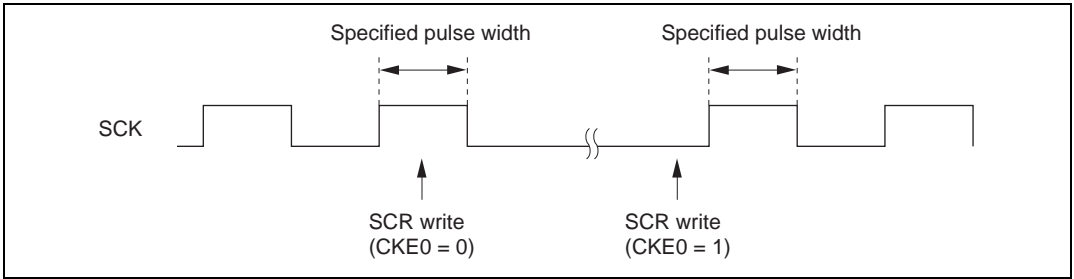 Specified pulse width
Specified pulse width
SCK
SCR write
(CKE0 = 0)
SCR write
(CKE0 = 1)